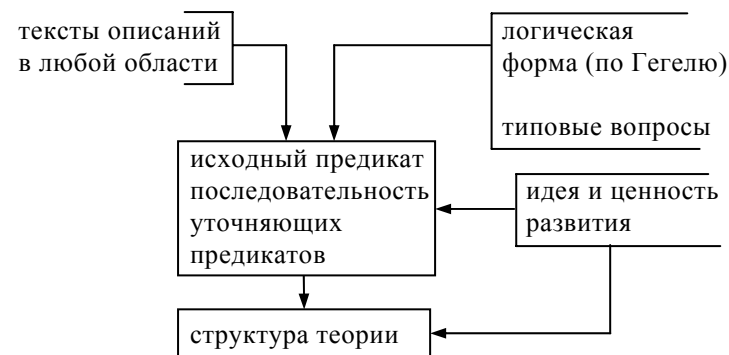 тексты описаний
в любой области
логическая
форма (по Гегелю)
типовые вопросы
исходный предикат
последовательность
уточняющих
предикатов
идея и ценность
развития
структура теории